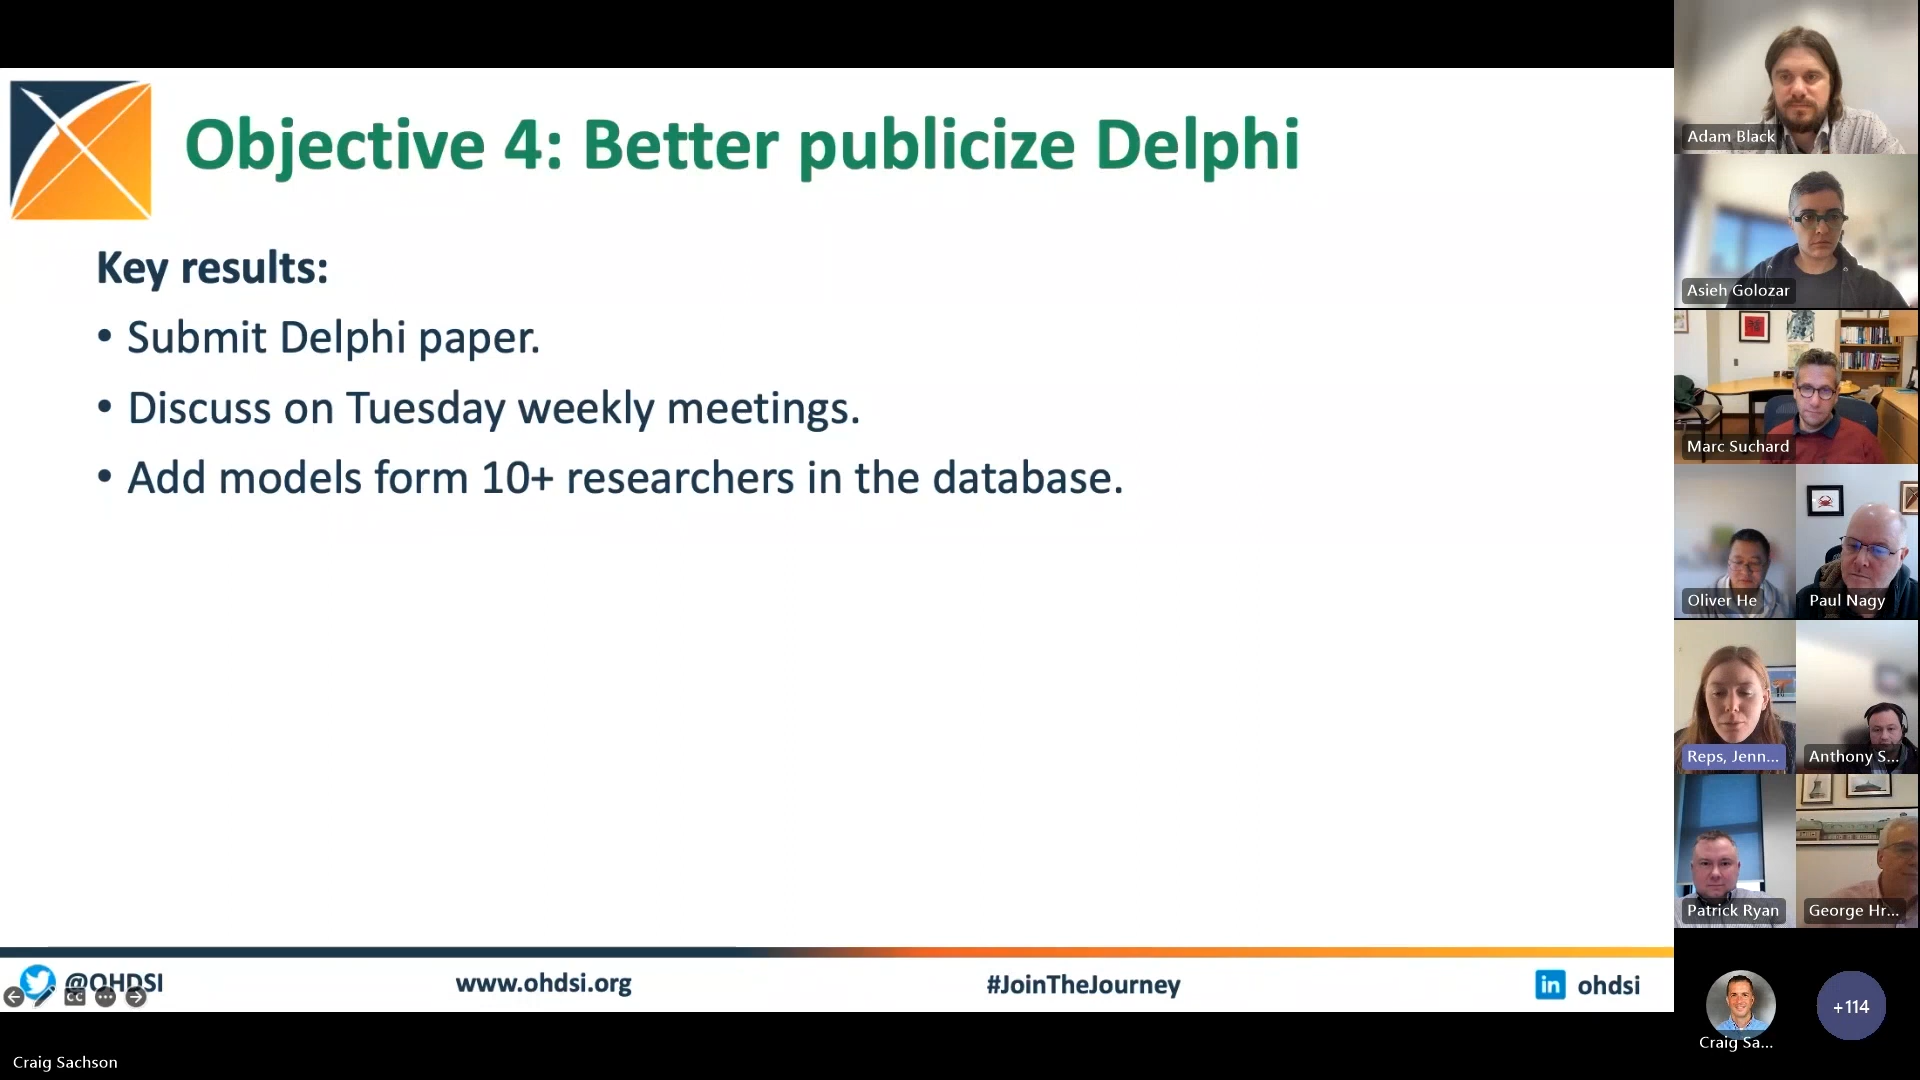 Objective 4: Better publicize Delphi
Key results:
• Submit Delphi paper.
• Discuss on Tuesday weekly meetings.
• Add models form 10+ researchers in the database.
@OHDSI
www.ohdsi.org
#JoinTheJourney
in ohdsi
CC
Craig Sachson
Adam Black
Asieh Golozar
Marc Suchard
Oliver He
Paul Nagy
Reps, Jenn...
Anthony S...
Patrick Ryan
George Hr...
Craig Sa...
+114